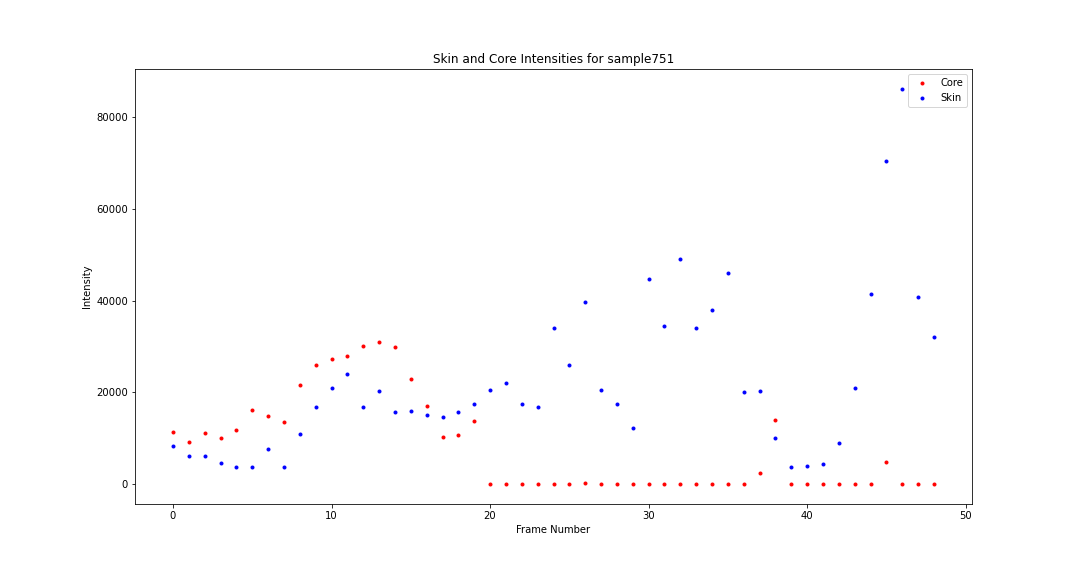 Skin and Core Intensities for sample751
Core
Skin
80000
60000
40000
20000
0
Intensity
0 10 20 30 40 50
Frame Number